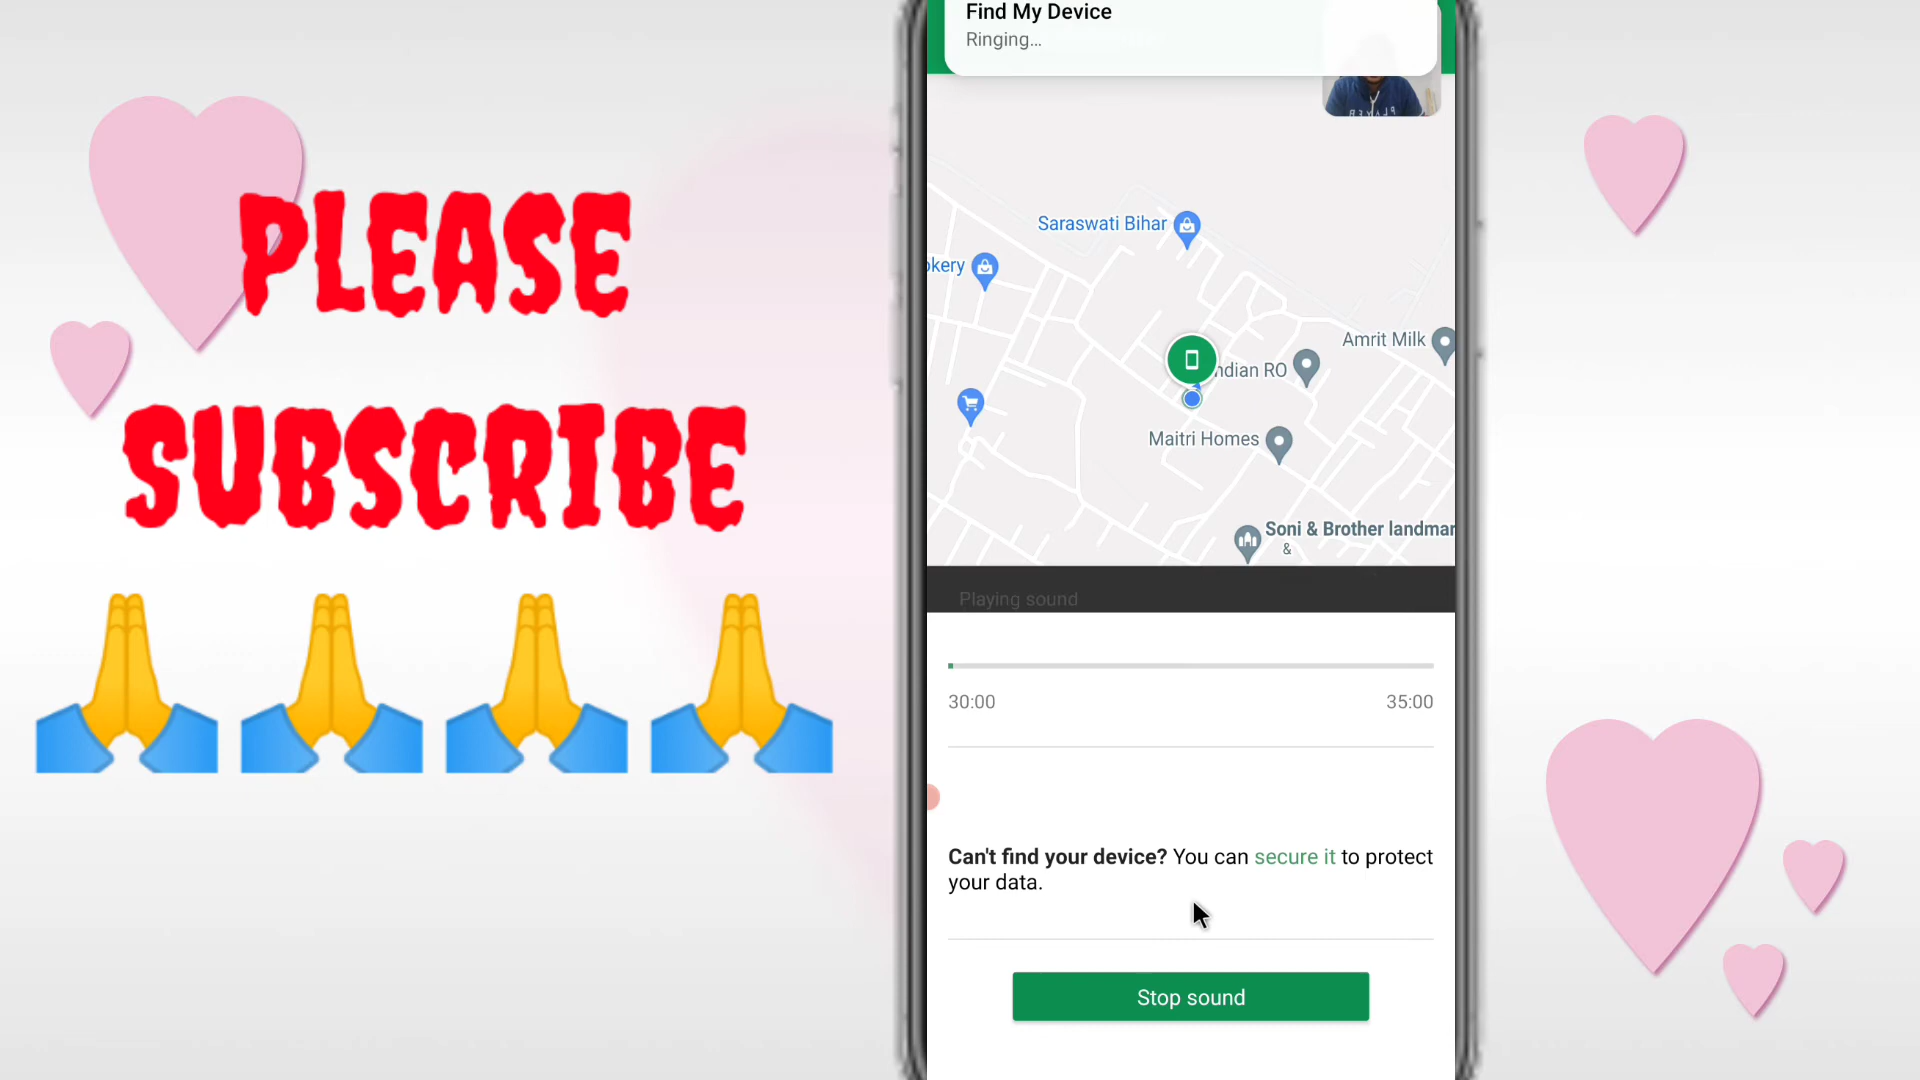 PLEASE
SUBSCRIBE
Find My Device
Ringing...
Saraswati Bihar
okery
ndian RO
Amrit Milk
Maitri Homes
Soni & Brother landmar
&
Playing sound
30:00
35:00
Can't find your device? You can secure it to protect
your data.
Stop sound